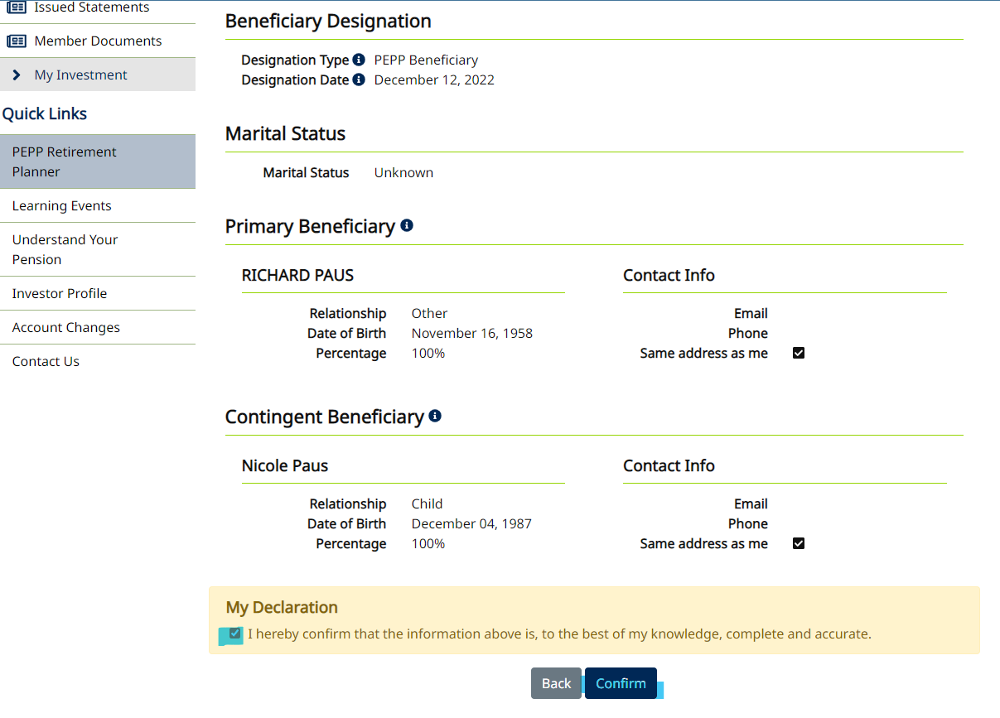 Issued Statements
Member Documents
My Investment
Quick Links
PEPP Retirement
Planner
Learning Events
Understand Your
Pension
Investor Profile
Account Changes
Contact Us
Beneficiary Designation
Designation Type PEPP Beneficiary
Designation Date December 12, 2022
Marital Status
Marital Status Unknown
Primary Beneficiary
RICHARD PAUS
Relationship Other
Date of Birth November 16, 1958
Percentage 100%
Contact Info
Email
Phone
Same address as me
Contingent Beneficiary
Nicole Paus
Relationship Child
Date of Birth December 04, 1987
Percentage 100%
Contact Info
Email
Phone
Same address as me
My Declaration
I hereby confirm that the information above is, to the best of my knowledge, complete and accurate.
Back Confirm